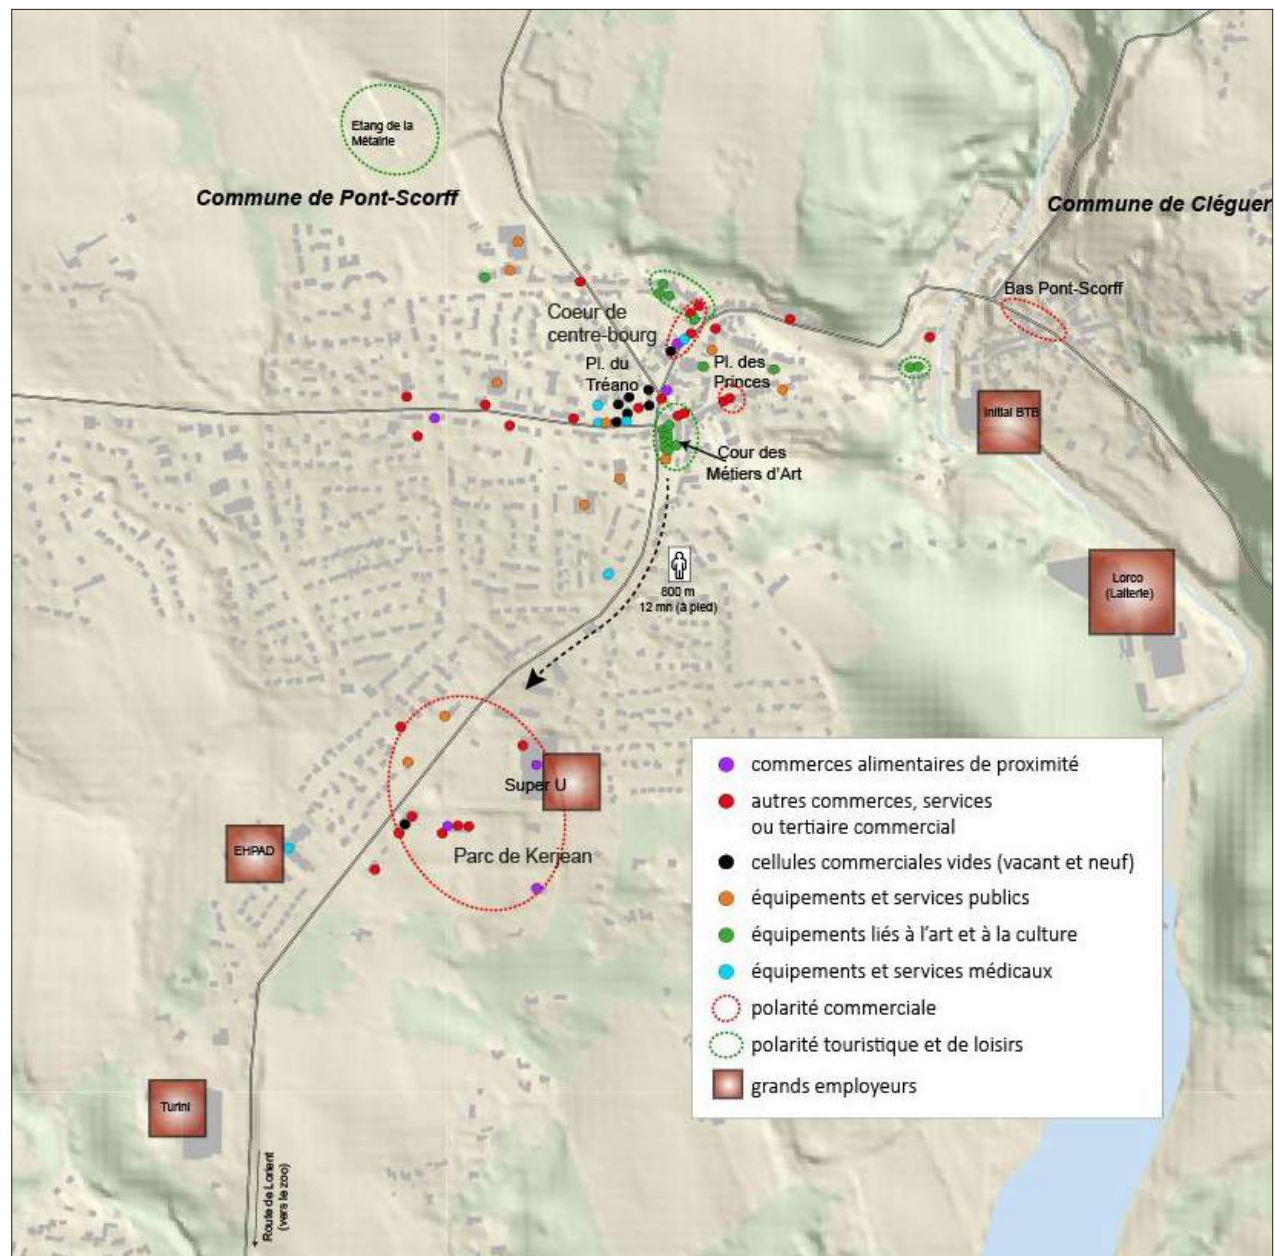 Etang de la
Métairie
Commune de Pont-Scorff
Commune de Cléguer
Bas Pont-Scorff
Coeur de
centre-bourg
Pl. du
Tréano
Pl. des
Princes
Initial BTB
Cour des
Métiers d'Art
800 m
12 mn (à pied)
Lorco
(Laiterie)
Super U
EHPAD
Parc de Kerjean
commerces alimentaires de proximité
autres commerces, services
ou tertiaire commercial
cellules commerciales vides (vacant et neuf)
équipements et services publics
équipements liés à l'art et à la culture
équipements et services médicaux
polarité commerciale
polarité touristique et de loisirs
grands employeurs
Turini
Route de Lorient
(vers le zoo)